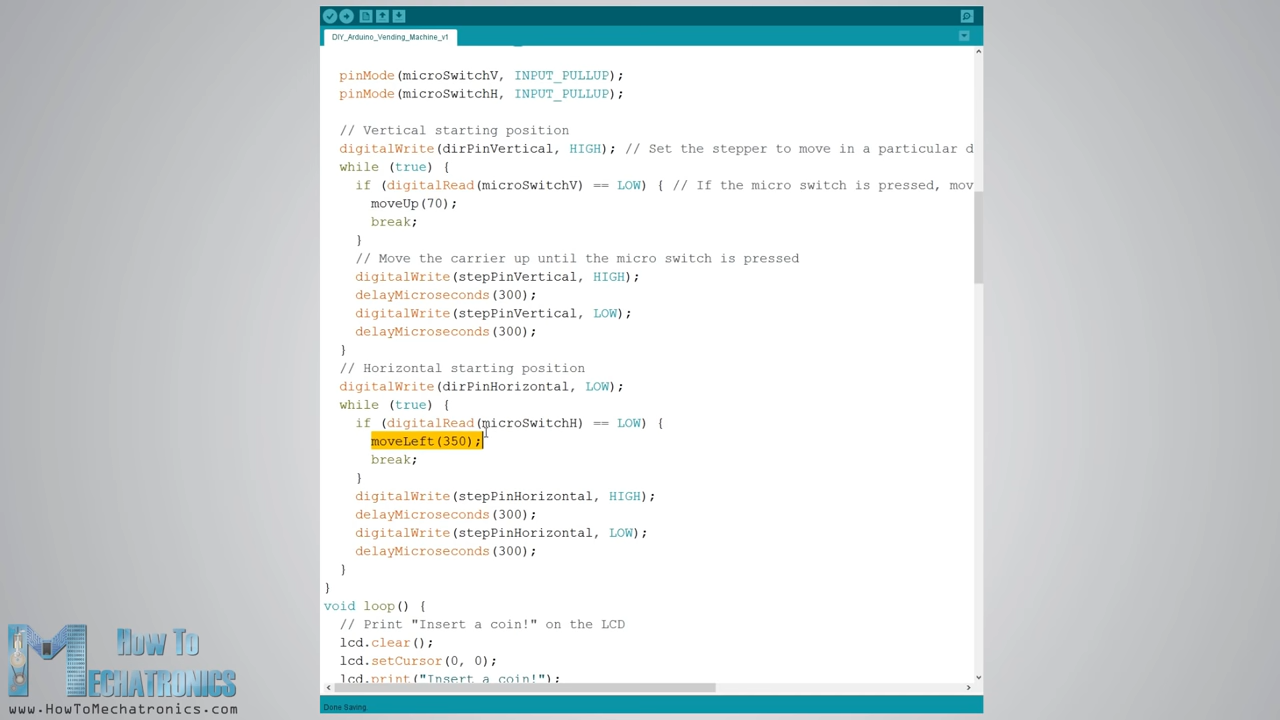 DIY_Arduino_Vending_Machine_v1
pinMode(microSwitchV, INPUT_PULLUP);
pinMode(microSwitchH, INPUT_PULLUP);
// Vertical starting position
digitalWrite(dirPinVertical, HIGH); // Set the stepper to move in a particular d
while (true) {
if (digitalRead(microSwitchV) == LOW) { // If the micro switch is pressed, mov
moveUp(70);
break;
}
// Move the carrier up until the micro switch is pressed
digitalWrite(stepPinVertical, HIGH);
delayMicroseconds(300);
digitalWrite(stepPinVertical, LOW);
delayMicroseconds(300);
}
// Horizontal starting position
digitalWrite(dirPinHorizontal, LOW);
while (true) {
if (digitalRead(microSwitchH) == LOW) {
moveLeft(350);
break;
}
digitalWrite(stepPinHorizontal, HIGH);
delayMicroseconds(300);
digitalWrite(stepPinHorizontal, LOW);
delayMicroseconds(300);
}
}
void loop() {
// Print "Insert a coin!" on the LCD
lcd.clear();
lcd.setCursor(0, 0);
lcd.print("Insert a coin!");
Done Saving.
How To
Mechatronics
www.HowToMechatronics.com